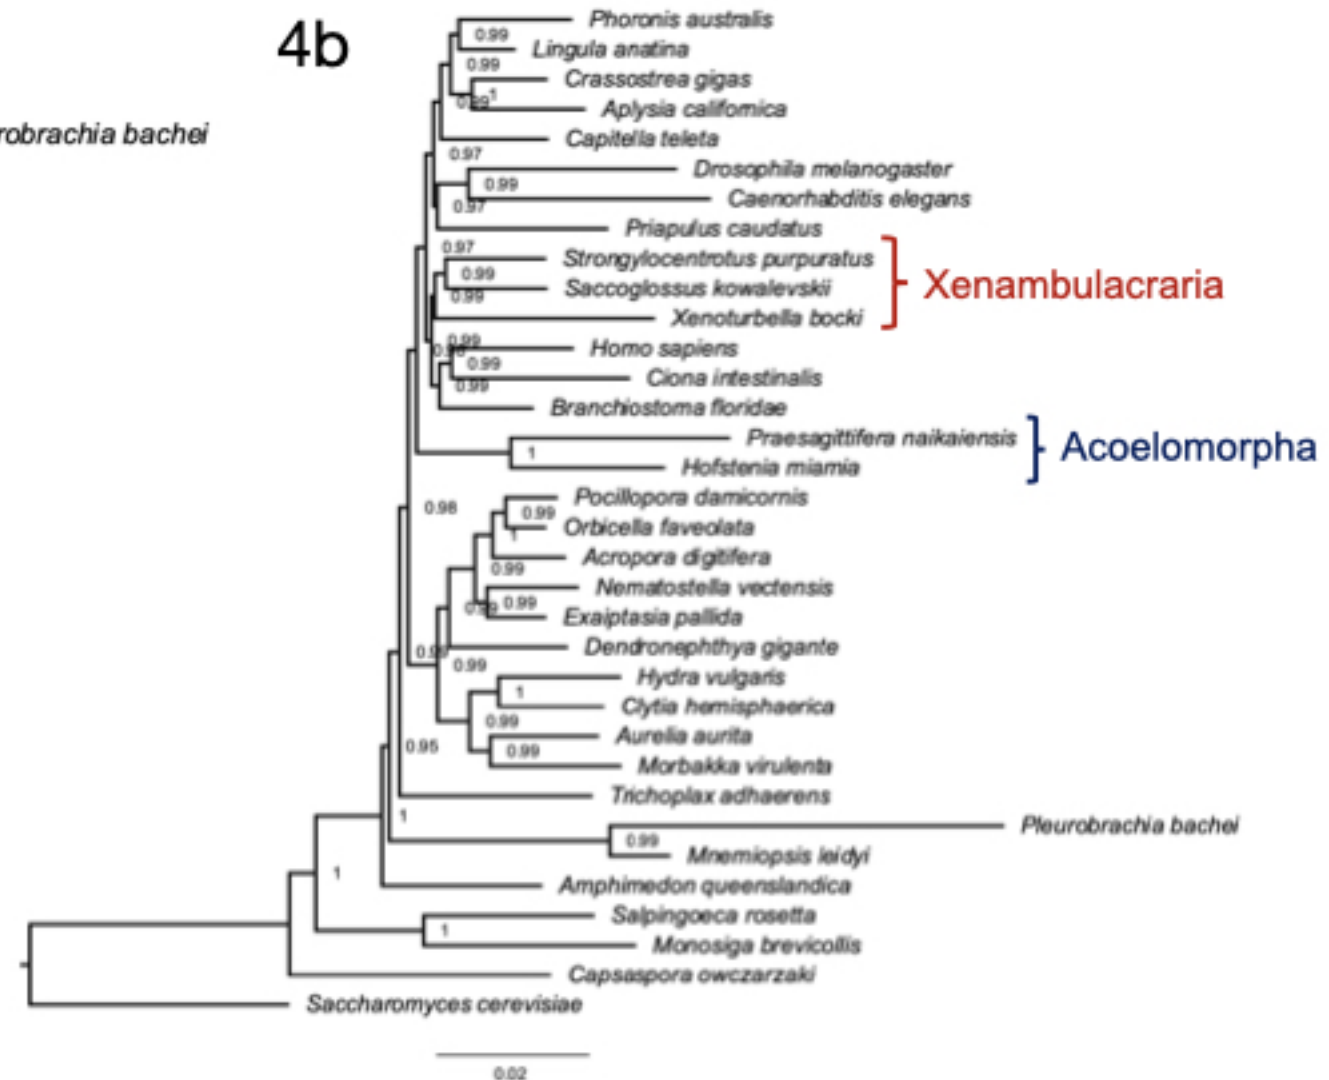 4b
Phoronis australis
0.99
Lingula anatina
0.99
Crassostrea gigas
1
0.99
Aplysia californica
robrachia bachei
Capitella teleta
0.97
Drosophila melanogaster
0.99
Caenorhabditis elegans
0.97
Priapulus caudatus
0.97
Strongylocentrotus purpuratus
0.99
Saccoglossus kowalevskii
Xenambulacraria
0.99
Xenoturbella bocki
0.99
Homo sapiens
0.99
Ciona intestinalis
0.99
Branchiostoma floridae
Praesagittifera naikaiensis
Acoelomorpha
1
Hofstenia miamia
Pocillopora damicornis
0.98
0.99
Orbicella faveolata
1
Acropora digitifera
0.99
Nematostella vectensis
0.99
Exaiptasia pallida
Dendronephthya gigante
0.99
Hydra vulgaris
1
Clytia hemisphaerica
0.99
Aurelia aurita
0.95
0.99
Morbakka virulenta
Trichoplax adhaerens
1
Pleurobrachia bachei
0.99
Mnemiopsis leidyi
1
Amphimedon queenslandica
Salpingoeca rosetta
1
Monosiga brevicollis
Capsaspora owczarzaki
Saccharomyces cerevisiae
0.02